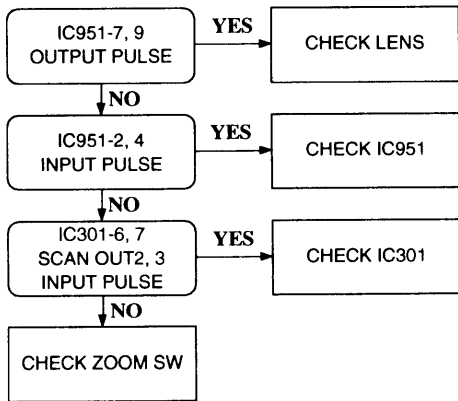 IC951-7, 9
OUTPUT PULSE
YES
CHECK LENS
NO
IC951-2, 4
INPUT PULSE
YES
CHECK IC951
NO
IC301-6, 7
SCAN OUT2, 3
INPUT PULSE
YES
CHECK IC301
NO
CHECK ZOOM SW